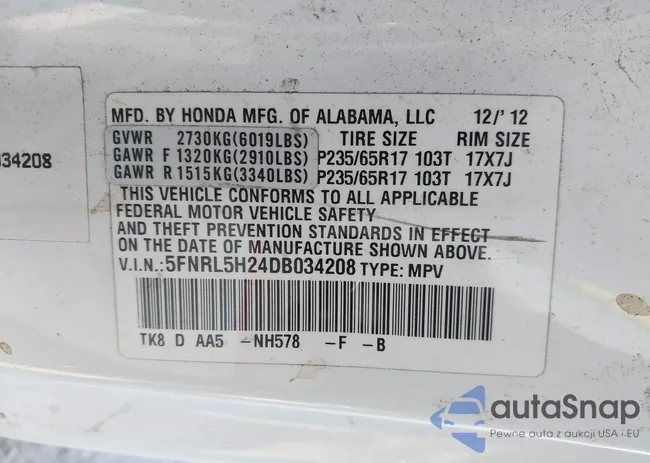 034208
MFD. BY HONDA MFG. OF ALABAMA, LLC 12/'12
GVWR 2730KG(6019LBS) TIRE SIZE RIM SIZE
GAWR F 1320KG(2910LBS) P235/65R17 103T 17X7J
GAWR R 1515KG(3340LBS) P235/65R17 103T 17X7J
THIS VEHICLE CONFORMS TO ALL APPLICABLE
FEDERAL MOTOR VEHICLE SAFETY
AND THEFT PREVENTION STANDARDS IN EFFECT
ON THE DATE OF MANUFACTURE SHOWN ABOVE.
V.I.N.:5FNRL5H24DB034208 TYPE: MPV
TK8 D AA5 -NH578 -F -B
autaSnap
Pewne auta z aukcji USA i EU